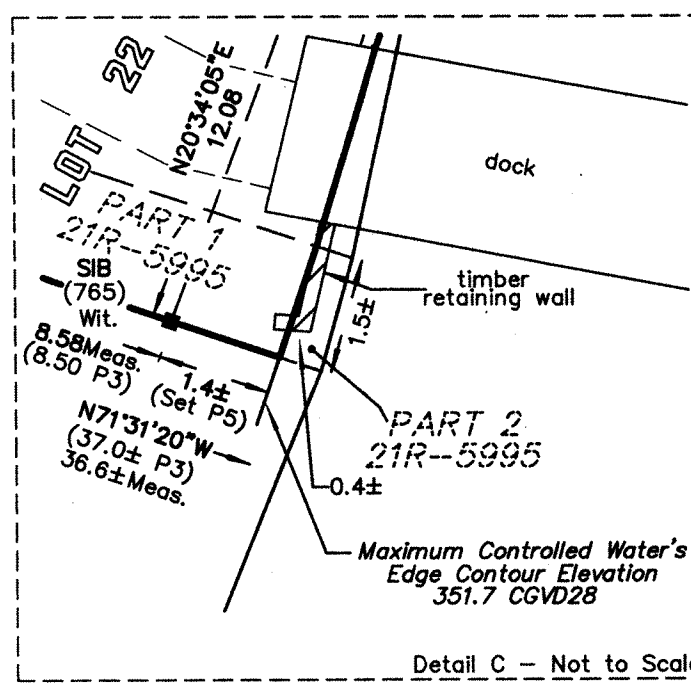 LOT 22
N20°34'05"E
12.08
dock
PART 1
21R-5995
SIB
(765)
Wit.
timber
retaining wall
1.5±
8.58Meas.
(8.50 P3)
1.4±
(Set P5)
N71°31'20"W
(37.0± P3)
36.6±Meas.
PART 2
21R-5995
0.4±
Maximum Controlled Water's
Edge Contour Elevation
351.7 CGVD28
Detail C - Not to Scale